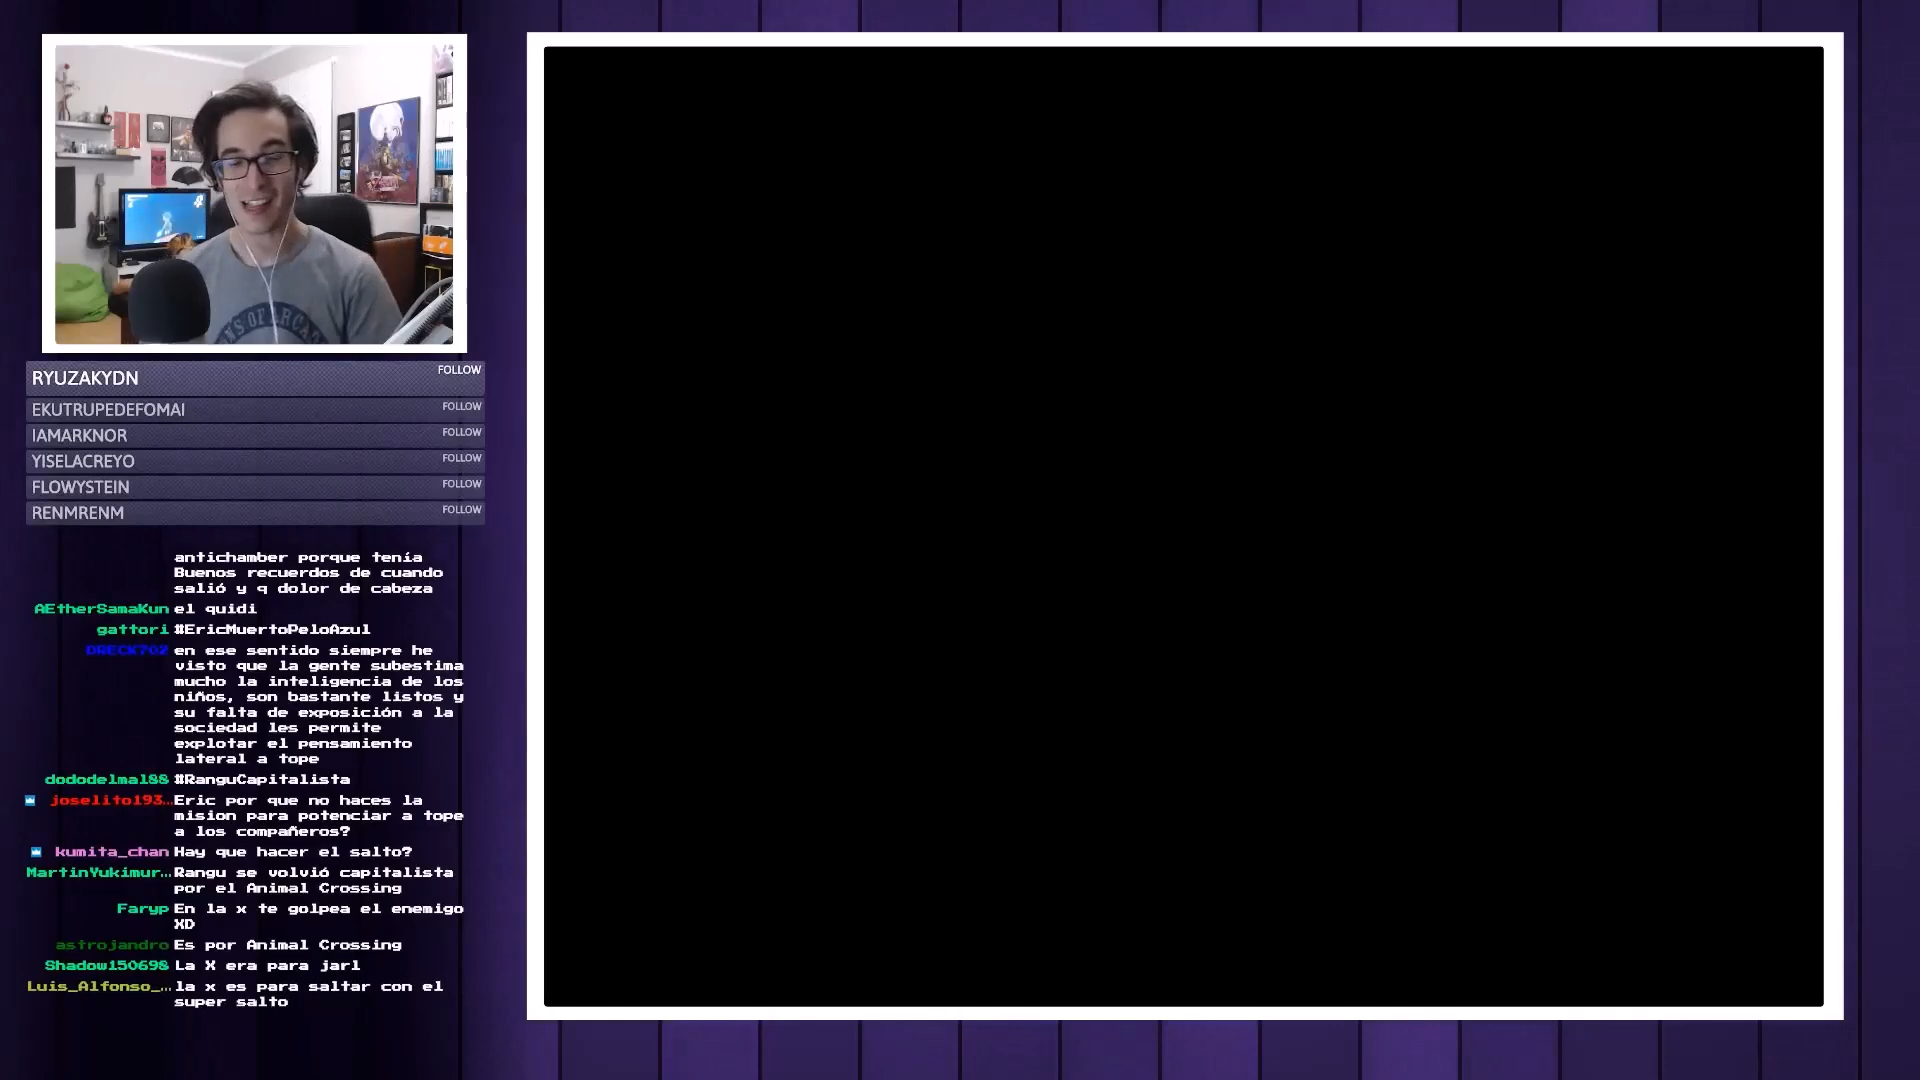 RYUZAKYDN FOLLOW
EKUTRUPEDEFOMAI FOLLOW
IAMARKNOR FOLLOW
YISELACREYO FOLLOW
FLOWYSTEIN FOLLOW
RENMRENM FOLLOW
antichamber porque tenía
Buenos recuerdos de cuando
salió y q dolor de cabeza
AEtherSamaKun el quidi
gattori #EricMuertoPeloAzul
DRECK702 en ese sentido siempre he
visto que la gente subestima
mucho la inteligencia de los
niños, son bastante listos y
su falta de exposición a la
sociedad les permite
explotar el pensamiento
lateral a tope
dododelmal88 #RanguCapitalista
joselito193… Eric por que no haces la
mision para potenciar a tope
a los compañeros?
kumita_chan Hay que hacer el salto?
MartinYukimur… Rangu se volvió capitalista
por el Animal Crossing
Faryp En la x te golpea el enemigo
XD
astrojandro Es por Animal Crossing
Shadow150698 La X era para jarl
Luis_Alfonso_… la x es para saltar con el
super salto